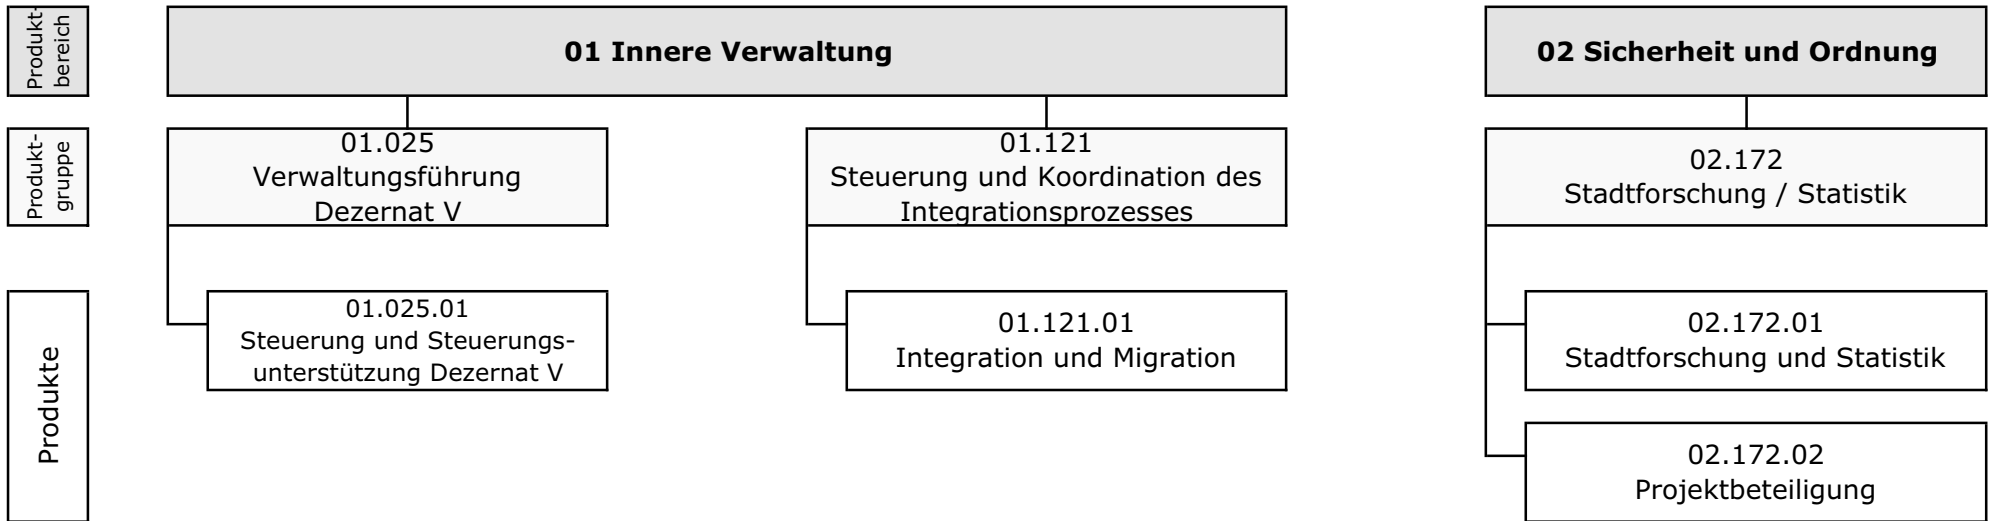 Produkt-
bereich
01 Innere Verwaltung
02 Sicherheit und Ordnung
Produkt-
gruppe
01.025
Verwaltungsführung
Dezernat V
01.121
Steuerung und Koordination des
Integrationsprozesses
02.172
Stadtforschung / Statistik
Produkte
01.025.01
Steuerung und Steuerungs-
unterstützung Dezernat V
01.121.01
Integration und Migration
02.172.01
Stadtforschung und Statistik
02.172.02
Projektbeteiligung